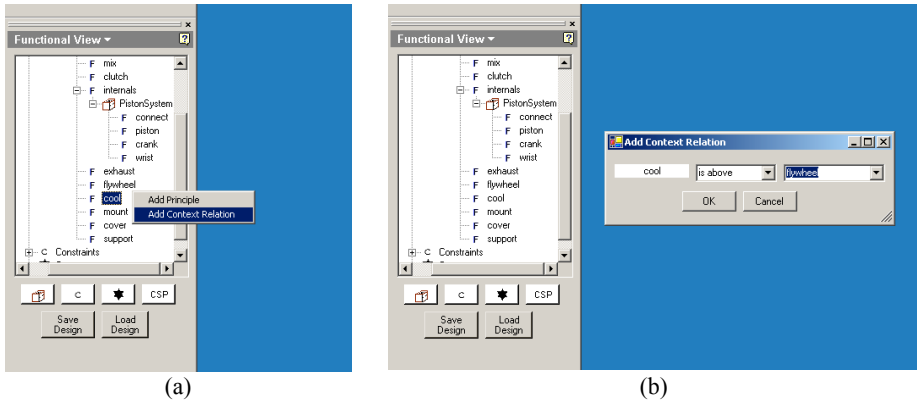 Functional View
F mix
F clutch
F internals
PistonSystem
F connect
F piston
F crank
F wrist
F exhaust
F flywheel
F cool
F mount
F cover
F support
C Constraints
Add Principle
Add Context Relation
C
CSP
Save Design
Load Design
(a)
Functional View
F mix
F clutch
F internals
PistonSystem
F connect
F piston
F crank
F wrist
F exhaust
F flywheel
F cool
F mount
F cover
F support
C Constraints
C
CSP
Save Design
Load Design
Add Context Relation
cool is above flywheel
OK Cancel
(b)